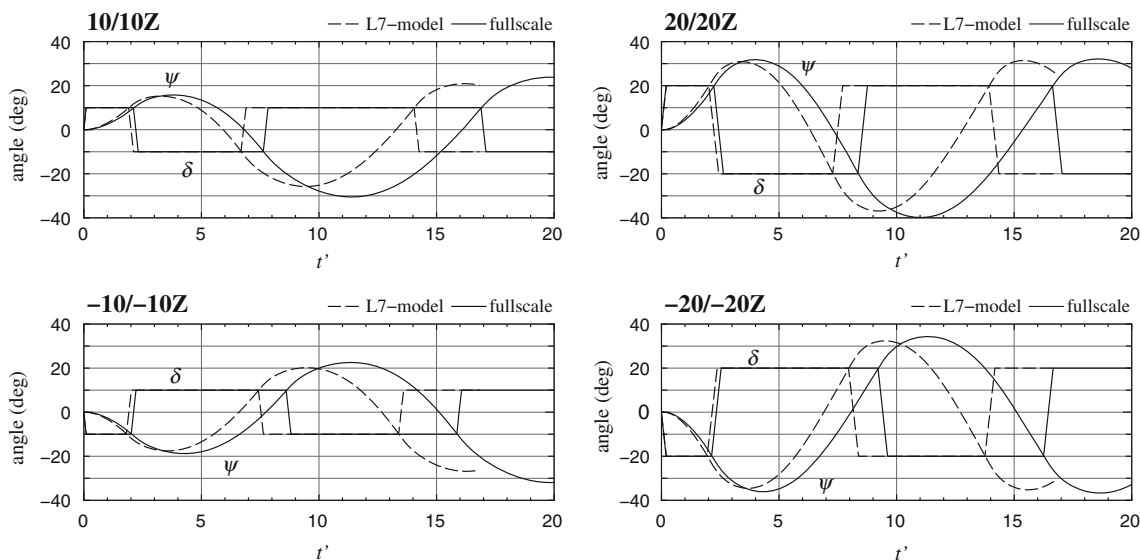 10/10Z L7−model fullscale
40
20
0
−20
−40
angle (deg)
ψ
δ
0 5 10 15 20
t’
20/20Z L7−model fullscale
40
20
0
−20
−40
angle (deg)
ψ
δ
0 5 10 15 20
t’
−10/−10Z L7−model fullscale
40
20
0
−20
−40
angle (deg)
δ
ψ
0 5 10 15 20
t’
−20/−20Z L7−model fullscale
40
20
0
−20
−40
angle (deg)
δ
ψ
0 5 10 15 20
t’